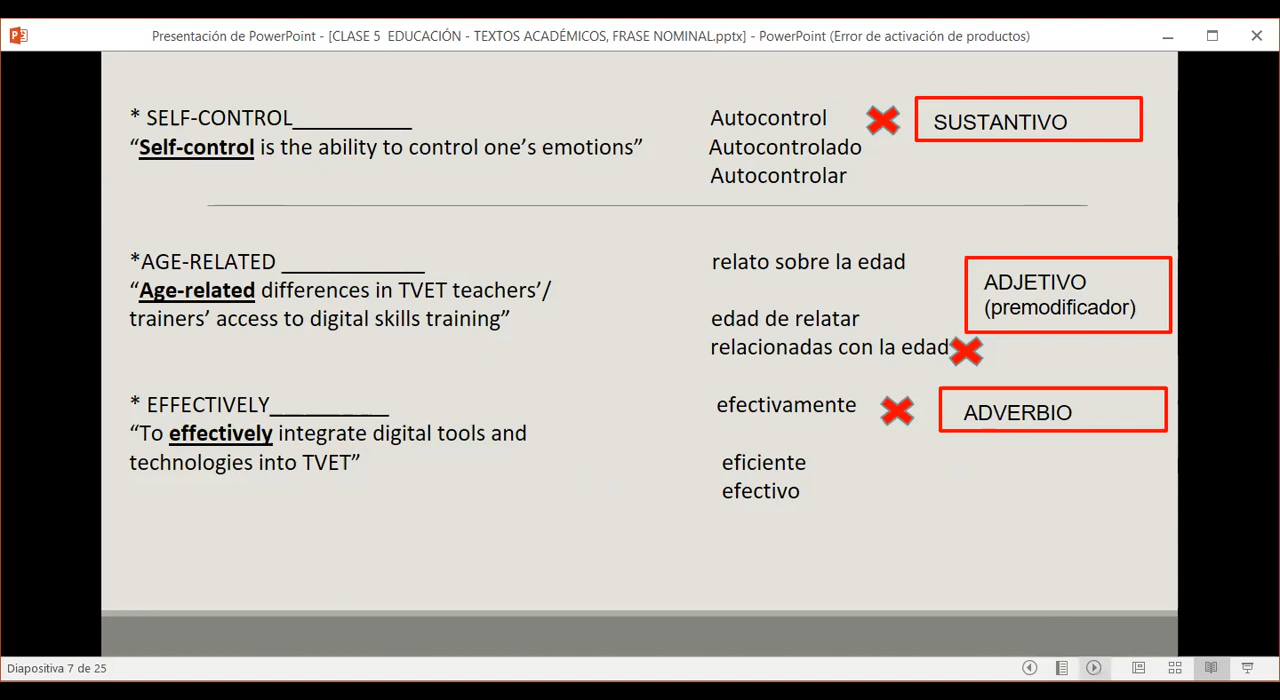 Presentación de PowerPoint - [CLASE 5 EDUCACIÓN - TEXTOS ACADÉMICOS, FRASE NOMINAL.pptx] - PowerPoint (Error de activación de productos)
* SELF-CONTROL__________
“Self-control is the ability to control one’s emotions”
Autocontrol
Autocontrolado
Autocontrolar
SUSTANTIVO
*AGE-RELATED ____________
“Age-related differences in TVET teachers’/
trainers’ access to digital skills training”
relato sobre la edad
edad de relatar
relacionadas con la edad
ADJETIVO
(premodificador)
* EFFECTIVELY__________
“To effectively integrate digital tools and
technologies into TVET”
efectivamente
eficiente
efectivo
ADVERBIO
Diapositiva 7 de 25